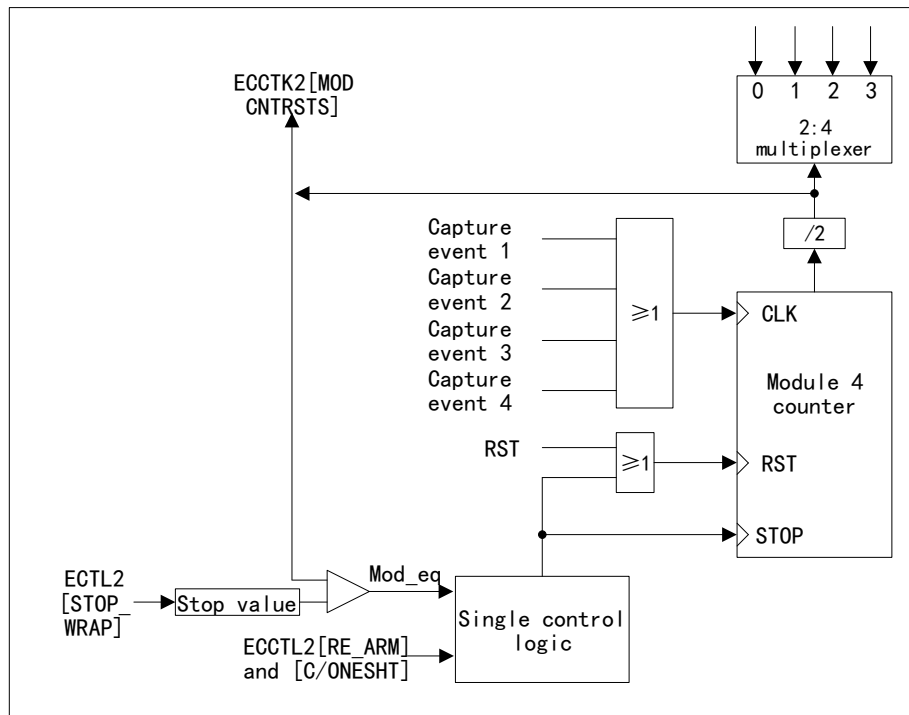 ECCTK2[MOD
CNTRSTS]
0 1 2 3
2:4
multiplexer
/2
Capture
event 1
Capture
event 2
Capture
event 3
Capture
event 4
≥1
CLK
Module 4
counter
RST
≥1
RST
STOP
ECTL2
[STOP_
WRAP]
Stop value
Mod_eq
Single control
logic
ECCTL2[RE_ARM]
and [C/ONESHT]